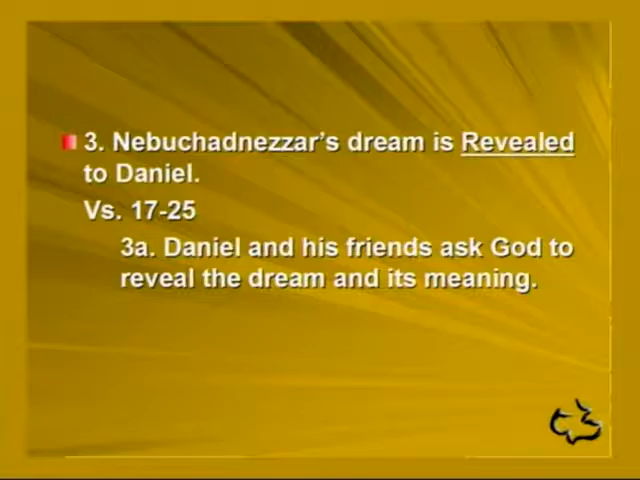 3. Nebuchadnezzar's dream is Revealed
to Daniel.
Vs. 17-25
3a. Daniel and his friends ask God to
reveal the dream and its meaning.